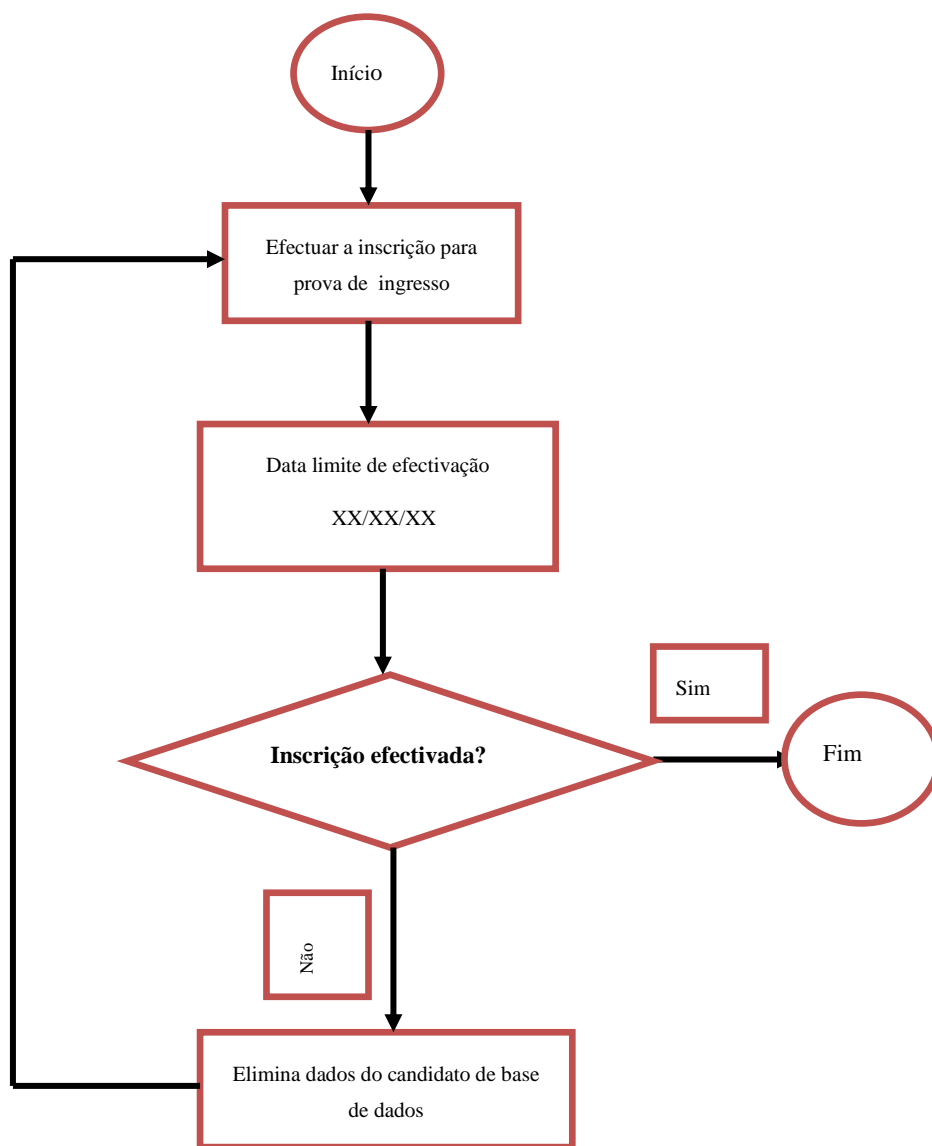 Início
Efectuar a inscrição para
prova de ingresso
Data limite de efectivação
XX/XX/XX
Sim
Inscrição efectivada?
Fim
Não
Elimina dados do candidato de base
de dados